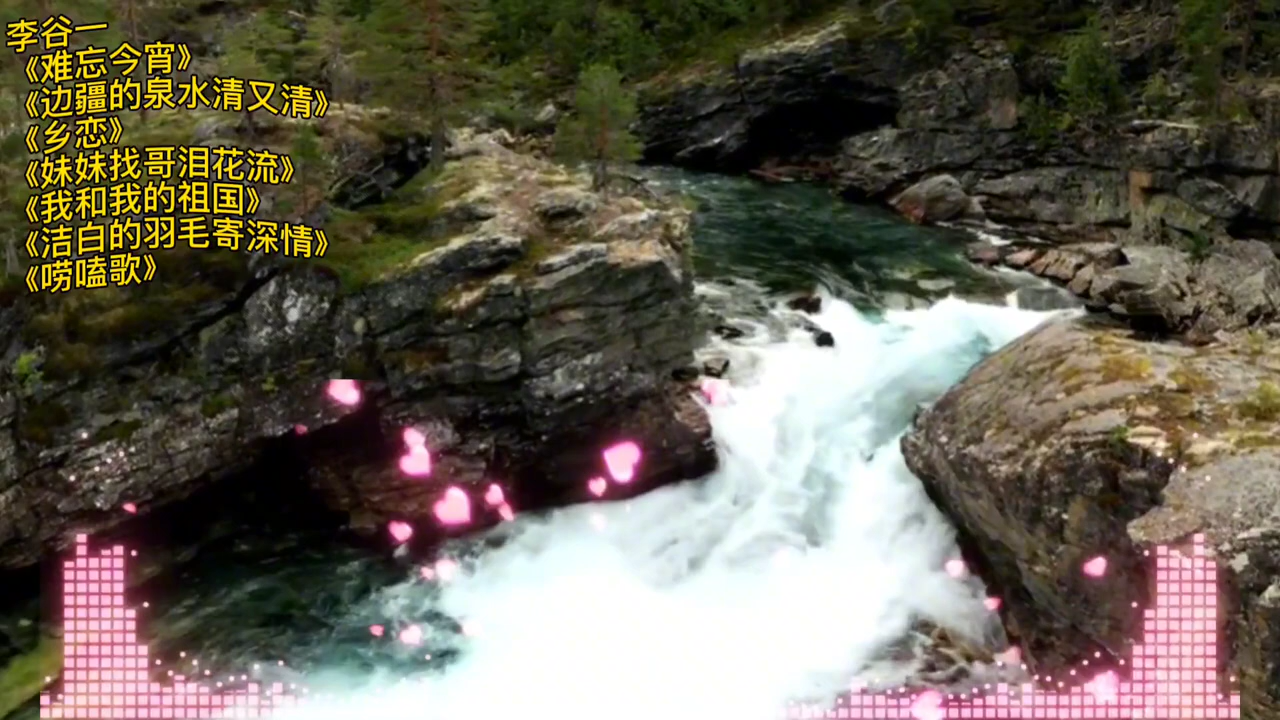 李谷一
《难忘今宵》
《边疆的泉水清又清》
《乡恋》
《妹妹找哥泪花流》
《我和我的祖国》
《洁白的羽毛寄深情》
《唠嗑歌》